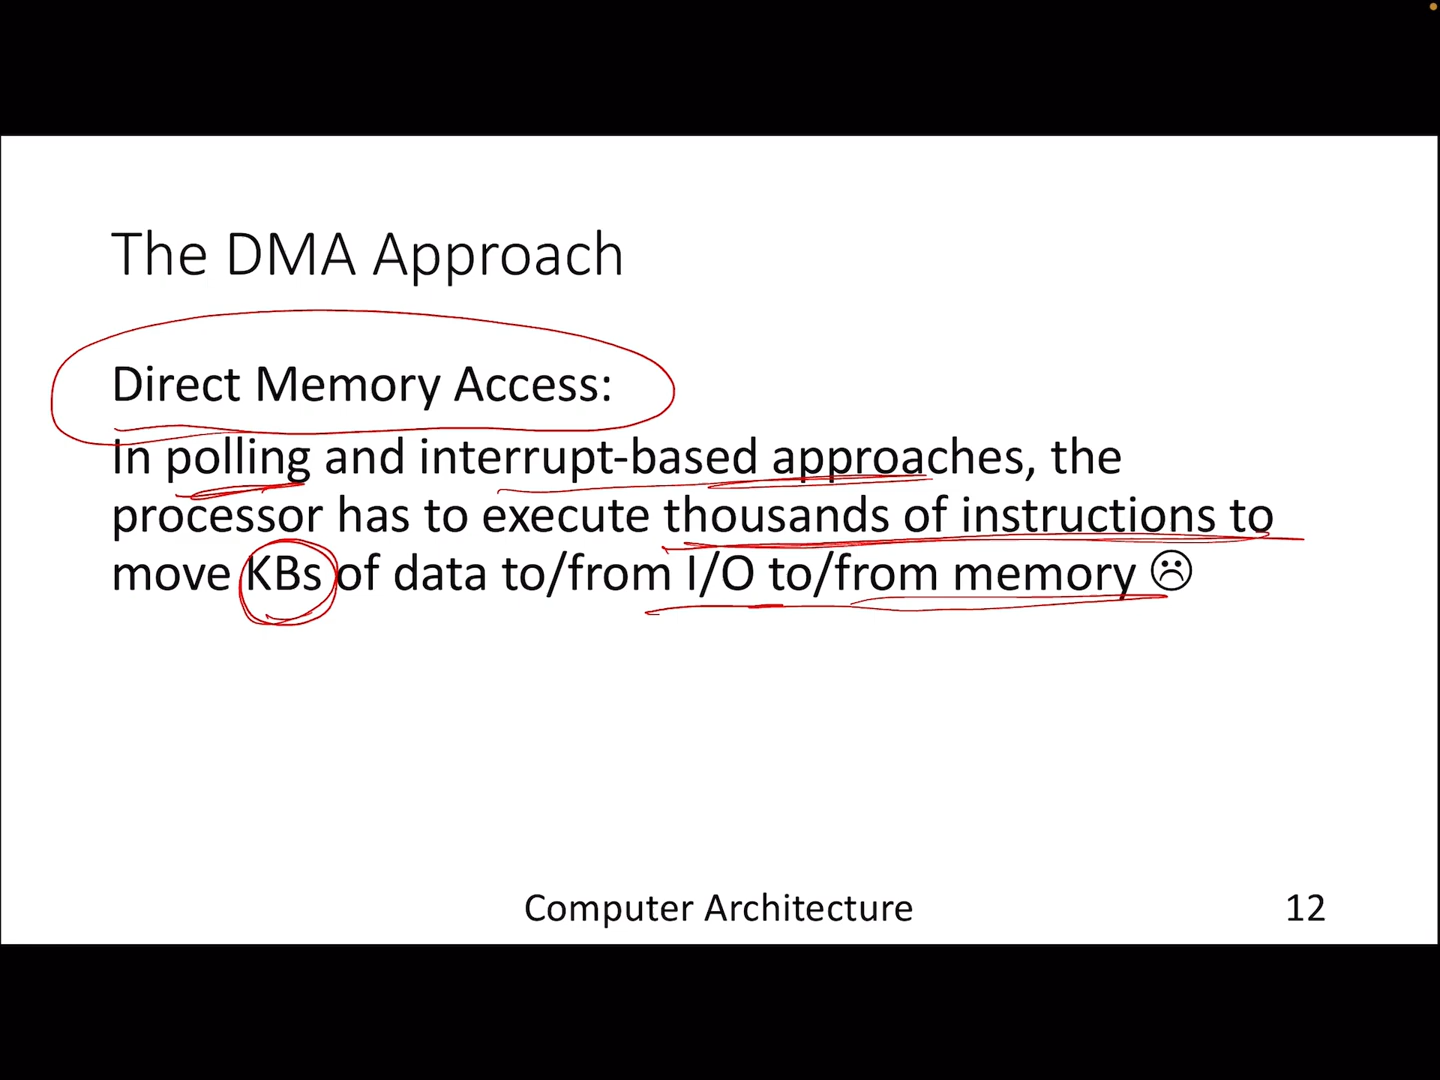 The DMA Approach
Direct Memory Access:
In polling and interrupt-based approaches, the
processor has to execute thousands of instructions to
move KBs of data to/from I/O to/from memory ☹
Computer Architecture
12